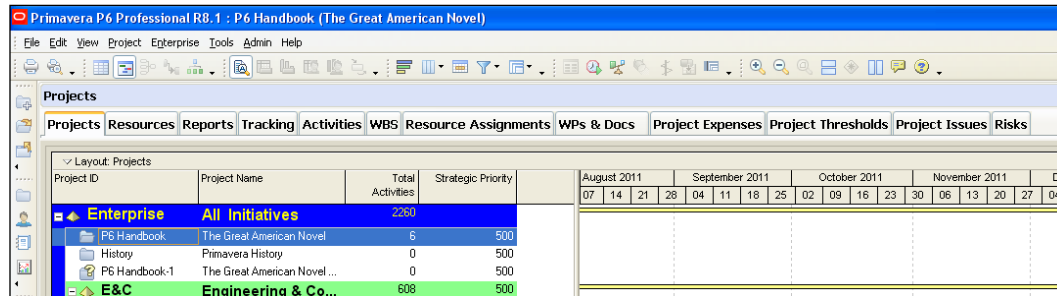 Primavera P6 Professional R8.1 : P6 Handbook (The Great American Novel)
File Edit View Project Enterprise Tools Admin Help
Projects
Projects Resources Reports Tracking Activities WBS Resource Assignments WPs & Docs Project Expenses Project Thresholds Project Issues Risks
Layout: Projects
Project ID Project Name Total Activities Strategic Priority August 2011 September 2011 October 2011 November 2011 D
07 14 21 28 04 11 18 25 02 09 16 23 30 06 13 20 27 04
Enterprise All Initiatives 2260
P6 Handbook The Great American Novel 6 500
History Primavera History 0 500
P6 Handbook-1 The Great American Novel ... 0 500
E&C Engineering & Co... 608 500